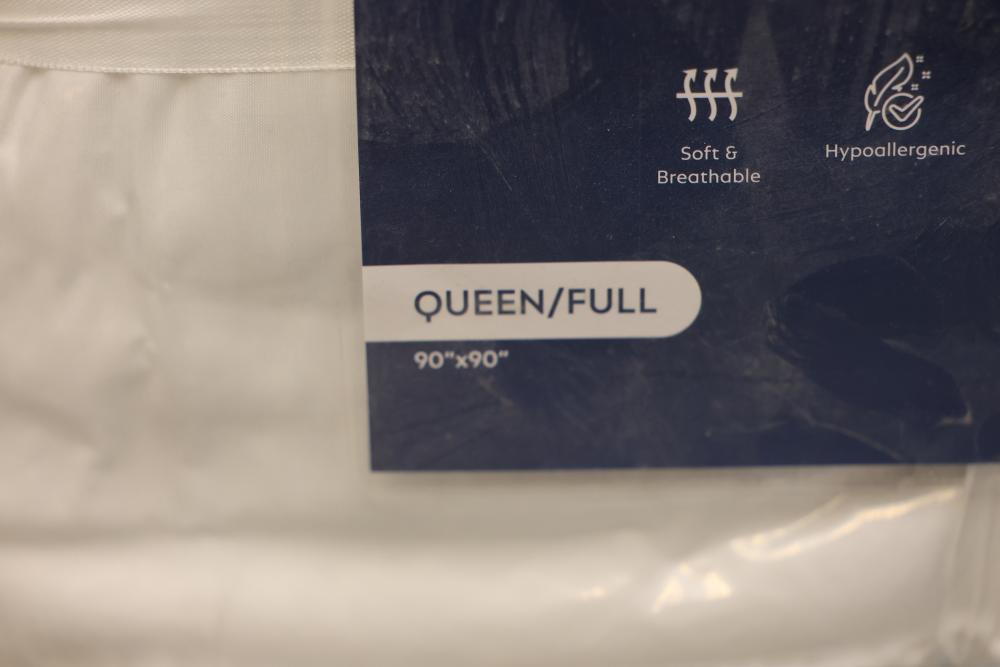 Soft &
Breathable
Hypoallergenic
QUEEN/FULL
90"x90"